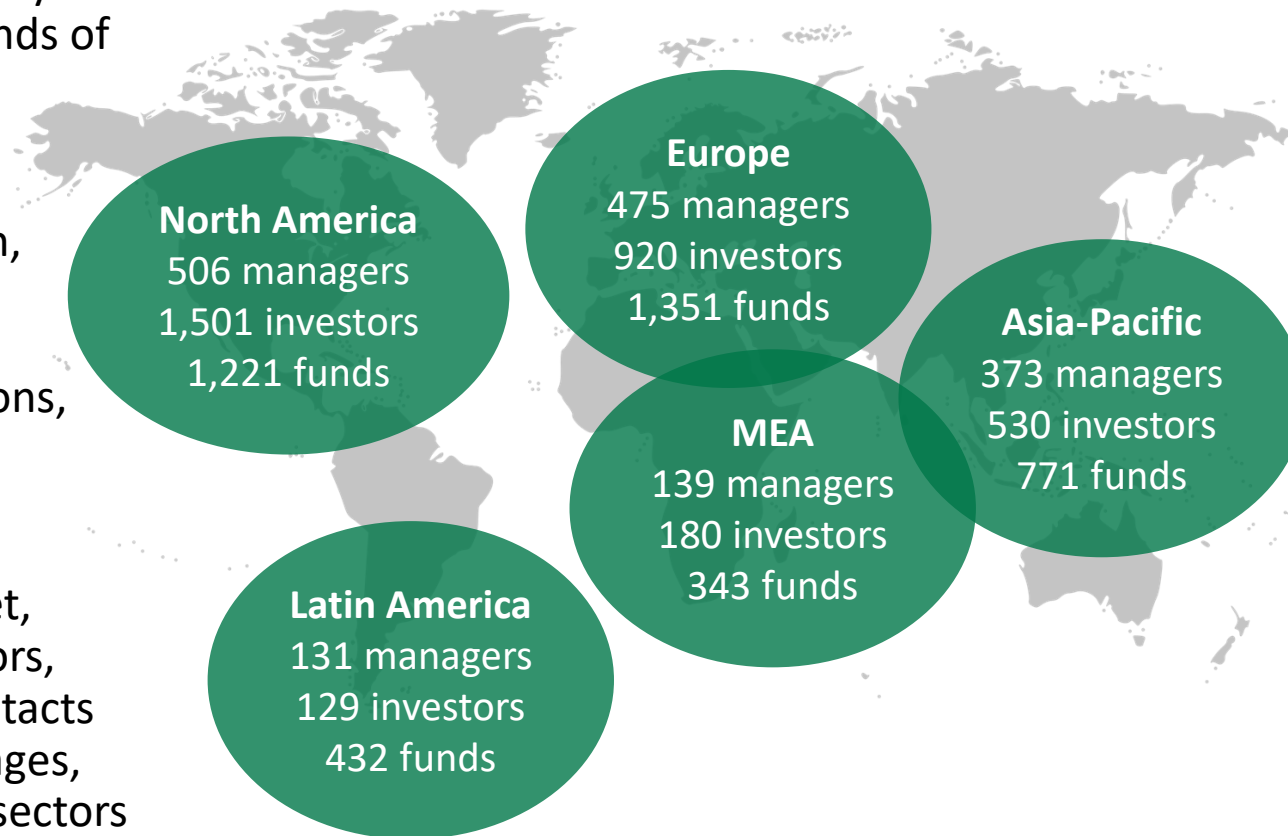 nds of
ons,
et,
ors,
tacts
ages,
sectors
North America
506 managers
1,501 investors
1,221 funds
Europe
475 managers
920 investors
1,351 funds
Asia-Pacific
373 managers
530 investors
771 funds
MEA
139 managers
180 investors
343 funds
Latin America
131 managers
129 investors
432 funds